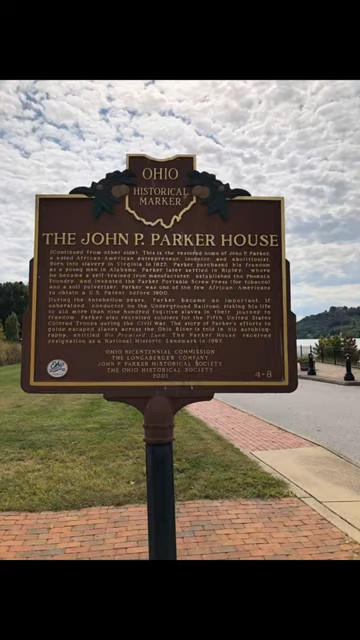 OHIO
HISTORICAL
MARKER
THE JOHN P. PARKER HOUSE
(Continued from other side) This is the restored home of John P. Parker,
a noted African-American entrepreneur, inventor, and abolitionist.
Born into slavery in Virginia in 1827, Parker purchased his freedom
as a young man in Alabama. Parker later settled in Ripley, where
he became a self-trained iron manufacturer, established the Phoenix
Foundry, and invented the Parker Portable Screw Press (for tobacco)
and a soil pulverizer. Parker was one of the few African Americans
to obtain a U.S. Patent before 1900.
During the Antebellum years, Parker became an important, if
unheralded, conductor on the Underground Railroad, risking his life
to aid more than nine hundred fugitive slaves in their journey to
freedom. Parker also recruited soldiers for the Fifth United States
Colored Troops during the Civil War. The story of Parker's efforts to
guide escaped slaves across the Ohio River is told in his autobiog-
raphy, entitled His Promised Land. The Parker House received
designation as a National Historic Landmark in 1997.
OHIO BICENTENNIAL COMMISSION
THE LONGABERGER COMPANY
JOHN P. PARKER HISTORICAL SOCIETY
THE OHIO HISTORICAL SOCIETY
2001
4-8